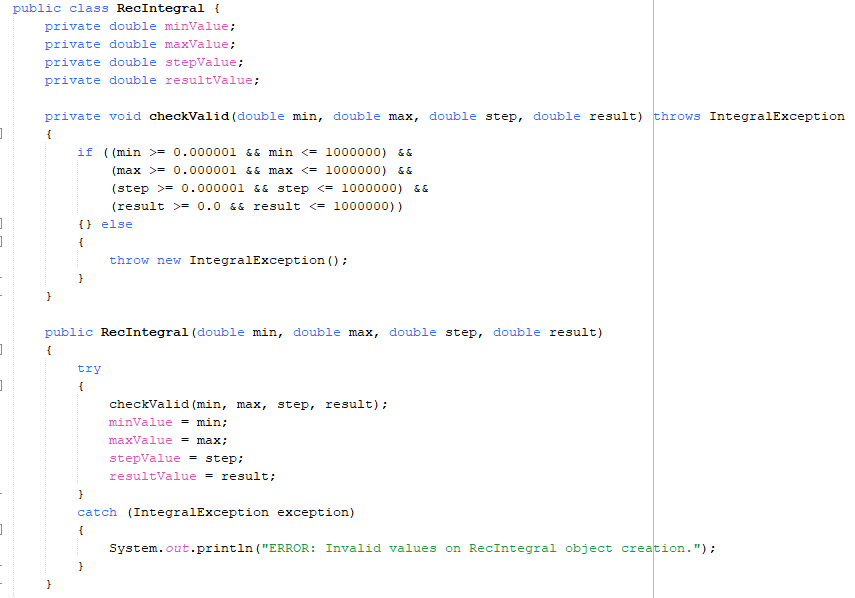 public class RecIntegral {
    private double minValue;
    private double maxValue;
    private double stepValue;
    private double resultValue;

    private void checkValid(double min, double max, double step, double result) throws IntegralException
    {
        if ((min >= 0.000001 && min <= 1000000) &&
            (max >= 0.000001 && max <= 1000000) &&
            (step >= 0.000001 && step <= 1000000) &&
            (result >= 0.0 && result <= 1000000))
        {} else
        {
            throw new IntegralException();
        }
    }

    public RecIntegral(double min, double max, double step, double result)
    {
        try
        {
            checkValid(min, max, step, result);
            minValue = min;
            maxValue = max;
            stepValue = step;
            resultValue = result;
        }
        catch (IntegralException exception)
        {
            System.out.println("ERROR: Invalid values on RecIntegral object creation.");
        }
    }